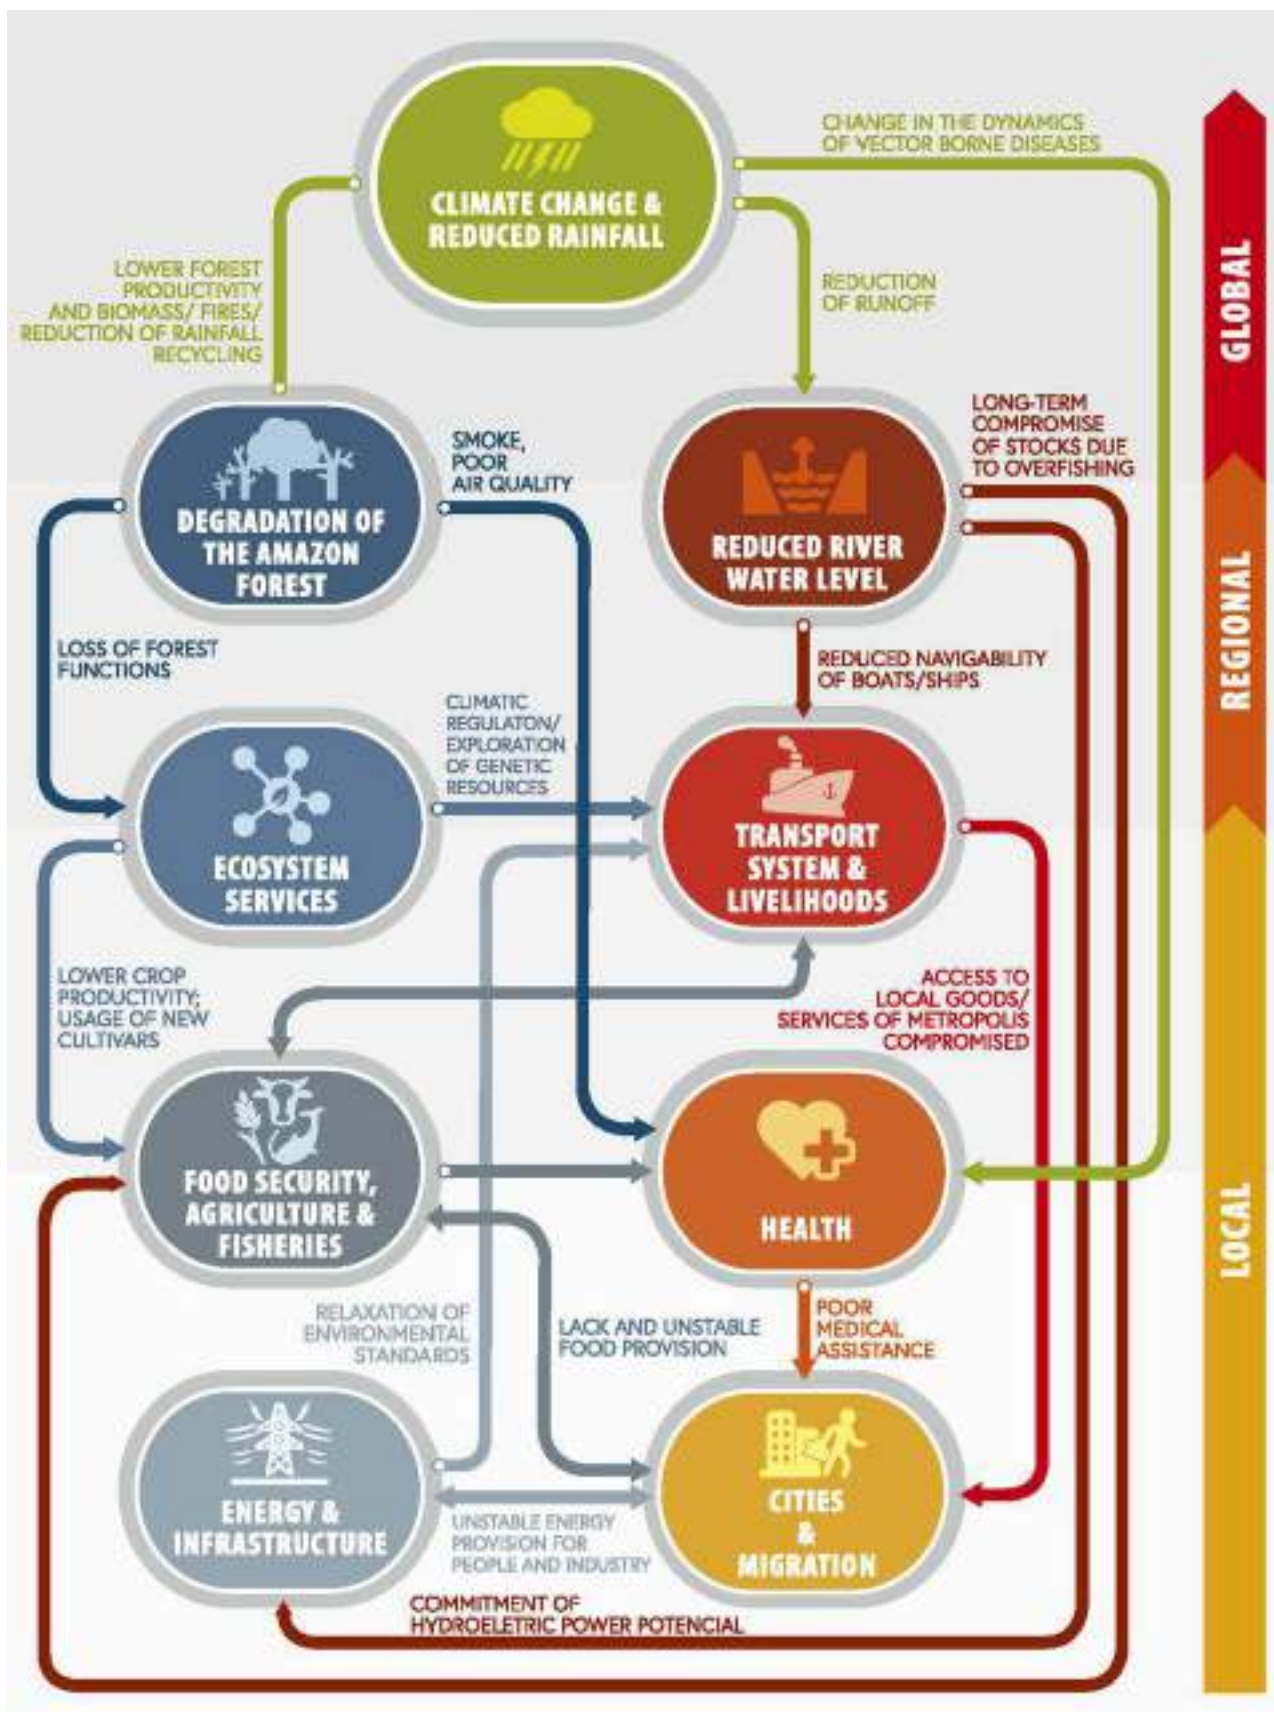 CHANGE IN THE DYNAMICS
OF VECTOR BORNE DISEASES
CLIMATE CHANGE &
REDUCED RAINFALL
LOWER FOREST
PRODUCTIVITY
AND BIOMASS/ FIRES/
REDUCTION OF RAINFALL
RECYCLING
REDUCTION
OF RUNOFF
GLOBAL
SMOKE,
POOR
AIR QUALITY
LONG-TERM
COMPROMISE
OF STOCKS DUE
TO OVERFISHING
DEGRADATION OF
THE AMAZON
FOREST
REDUCED RIVER
WATER LEVEL
REGIONAL
LOSS OF FOREST
FUNCTIONS
REDUCED NAVIGABILITY
OF BOATS/SHIPS
CLIMATIC
REGULATON/
EXPLORATION
OF GENETIC
RESOURCES
ECOSYSTEM
SERVICES
TRANSPORT
SYSTEM &
LIVELIHOODS
LOWER CROP
PRODUCTIVITY;
USAGE OF NEW
CULTIVARS
ACCESS TO
LOCAL GOODS/
SERVICES OF METROPOLIS
COMPROMISED
FOOD SECURITY,
AGRICULTURE &
FISHERIES
HEALTH
LOCAL
RELAXATION OF
ENVIRONMENTAL
STANDARDS
LACK AND UNSTABLE
FOOD PROVISION
POOR
MEDICAL
ASSISTANCE
ENERGY &
INFRASTRUCTURE
UNSTABLE ENERGY
PROVISION FOR
PEOPLE AND INDUSTRY
CITIES
&
MIGRATION
COMMITMENT OF
HYDROELETRIC POWER POTENCIAL